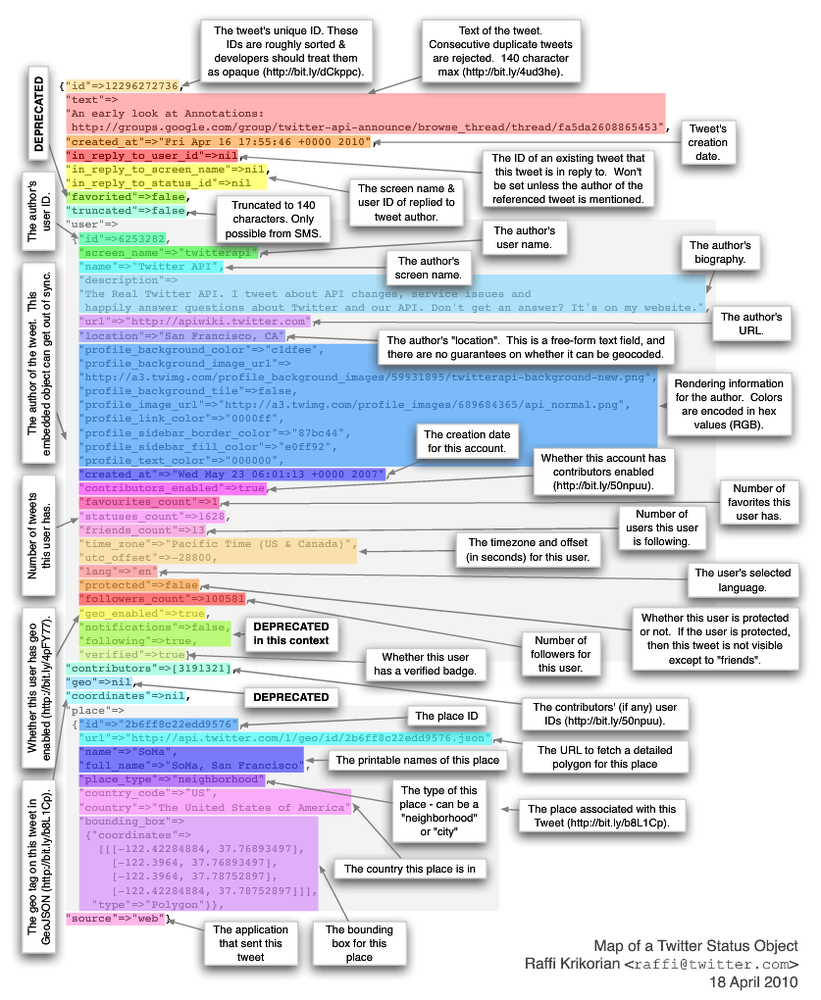 The tweet's unique ID. These
IDs are roughly sorted &
developers should treat them
as opaque (http://bit.ly/dCkppc).
Text of the tweet.
Consecutive duplicate tweets
are rejected. 140 character
max (http://bit.ly/4ud3he).
DEPRECATED
{"id"=>12296272736,
"text"=>
"An early look at Annotations:
http://groups.google.com/group/twitter-api-announce/browse_thread/thread/fa5da2608865453",
"created_at"=>"Fri Apr 16 17:55:46 +0000 2010",
Tweet's
creation
date.
"in_reply_to_user_id"=>nil,
"in_reply_to_screen_name"=>nil,
"in_reply_to_status_id"=>nil
The ID of an existing tweet that
this tweet is in reply to. Won't
be set unless the author of the
referenced tweet is mentioned.
The screen name &
user ID of replied to
tweet author.
"favorited"=>false,
"truncated"=>false,
Truncated to 140
characters. Only
possible from SMS.
The author's
user ID.
"user"=>
{"id"=>6253282,
"screen_name"=>"twitterapi"
The author's
user name.
"name"=>"Twitter API",
The author's
screen name.
The author's
biography.
"description"=>
"The Real Twitter API. I tweet about API changes, service issues and
happily answer questions about Twitter and our API. Don't get an answer? It's on my website.",
"url"=>"http://apiwiki.twitter.com"
The author's
URL.
"location"=>"San Francisco, CA"
The author's "location". This is a free-form text field, and
there are no guarantees on whether it can be geocoded.
The author of the tweet. This
embedded object can get out of sync.
"profile_background_color"=>"c1dfee",
"profile_background_image_url"=>
"http://a3.twimg.com/profile_background_images/59931895/twitterapi-background-new.png",
"profile_background_tile"=>false,
"profile_image_url"=>"http://a3.twimg.com/profile_images/689684365/api_normal.png",
"profile_link_color"=>"0000ff",
"profile_sidebar_border_color"=>"87bc44",
"profile_sidebar_fill_color"=>"e0ff92",
"profile_text_color"=>"000000",
Rendering information
for the author. Colors
are encoded in hex
values (RGB).
"created_at"=>"Wed May 23 06:01:13 +0000 2007",
The creation date
for this account.
"contributors_enabled"=>true,
Whether this account has
contributors enabled
(http://bit.ly/50npuu).
"favourites_count"=>1
Number of
favorites this
user has.
Number of tweets
this user has.
"statuses_count"=>1628,
"friends_count"=>13,
Number of
users this user
is following.
"time_zone"=>"Pacific Time (US & Canada)",
"utc_offset"=>-28800,
The timezone and offset
(in seconds) for this user.
"lang"=>"en"
The user's selected
language.
"protected"=>false,
Whether this user is protected
or not. If the user is protected,
then this tweet is not visible
except to "friends".
"followers_count"=>100581
Number of
followers for
this user.
"geo_enabled"=>true,
Whether this user has geo
enabled (http://bit.ly/4pFY77).
"notifications"=>false,
"following"=>true,
DEPRECATED
in this context
"verified"=>true}
Whether this user
has a verified badge.
"contributors"=>[3191321],
The contributors' (if any) user
IDs (http://bit.ly/50npuu).
"geo"=>nil,
DEPRECATED
"coordinates"=>nil,
The geo tag on this tweet in
GeoJSON (http://bit.ly/b8L1Cp).
"place"=>
{"id"=>"2b6ff8c22edd9576",
The place ID
"url"=>"http://api.twitter.com/1/geo/id/2b6ff8c22edd9576.json",
The URL to fetch a detailed
polygon for this place
"name"=>"SoMa",
"full_name"=>"SoMa, San Francisco",
The printable names of this place
"place_type"=>"neighborhood",
The type of this
place - can be a
"neighborhood"
or "city"
"country_code"=>"US",
"country"=>"The United States of America"
The country this place is in
The place associated with this
Tweet (http://bit.ly/b8L1Cp).
"bounding_box"=>
{"coordinates"=>
[[[-122.42284884, 37.76893497],
[-122.3964, 37.76893497],
[-122.3964, 37.78752897],
[-122.42284884, 37.78752897]]],
"type"=>"Polygon"}},
The bounding
box for this
place
"source"=>"web"}
The application
that sent this
tweet
Map of a Twitter Status Object
Raffi Krikorian <raffi@twitter.com>
18 April 2010